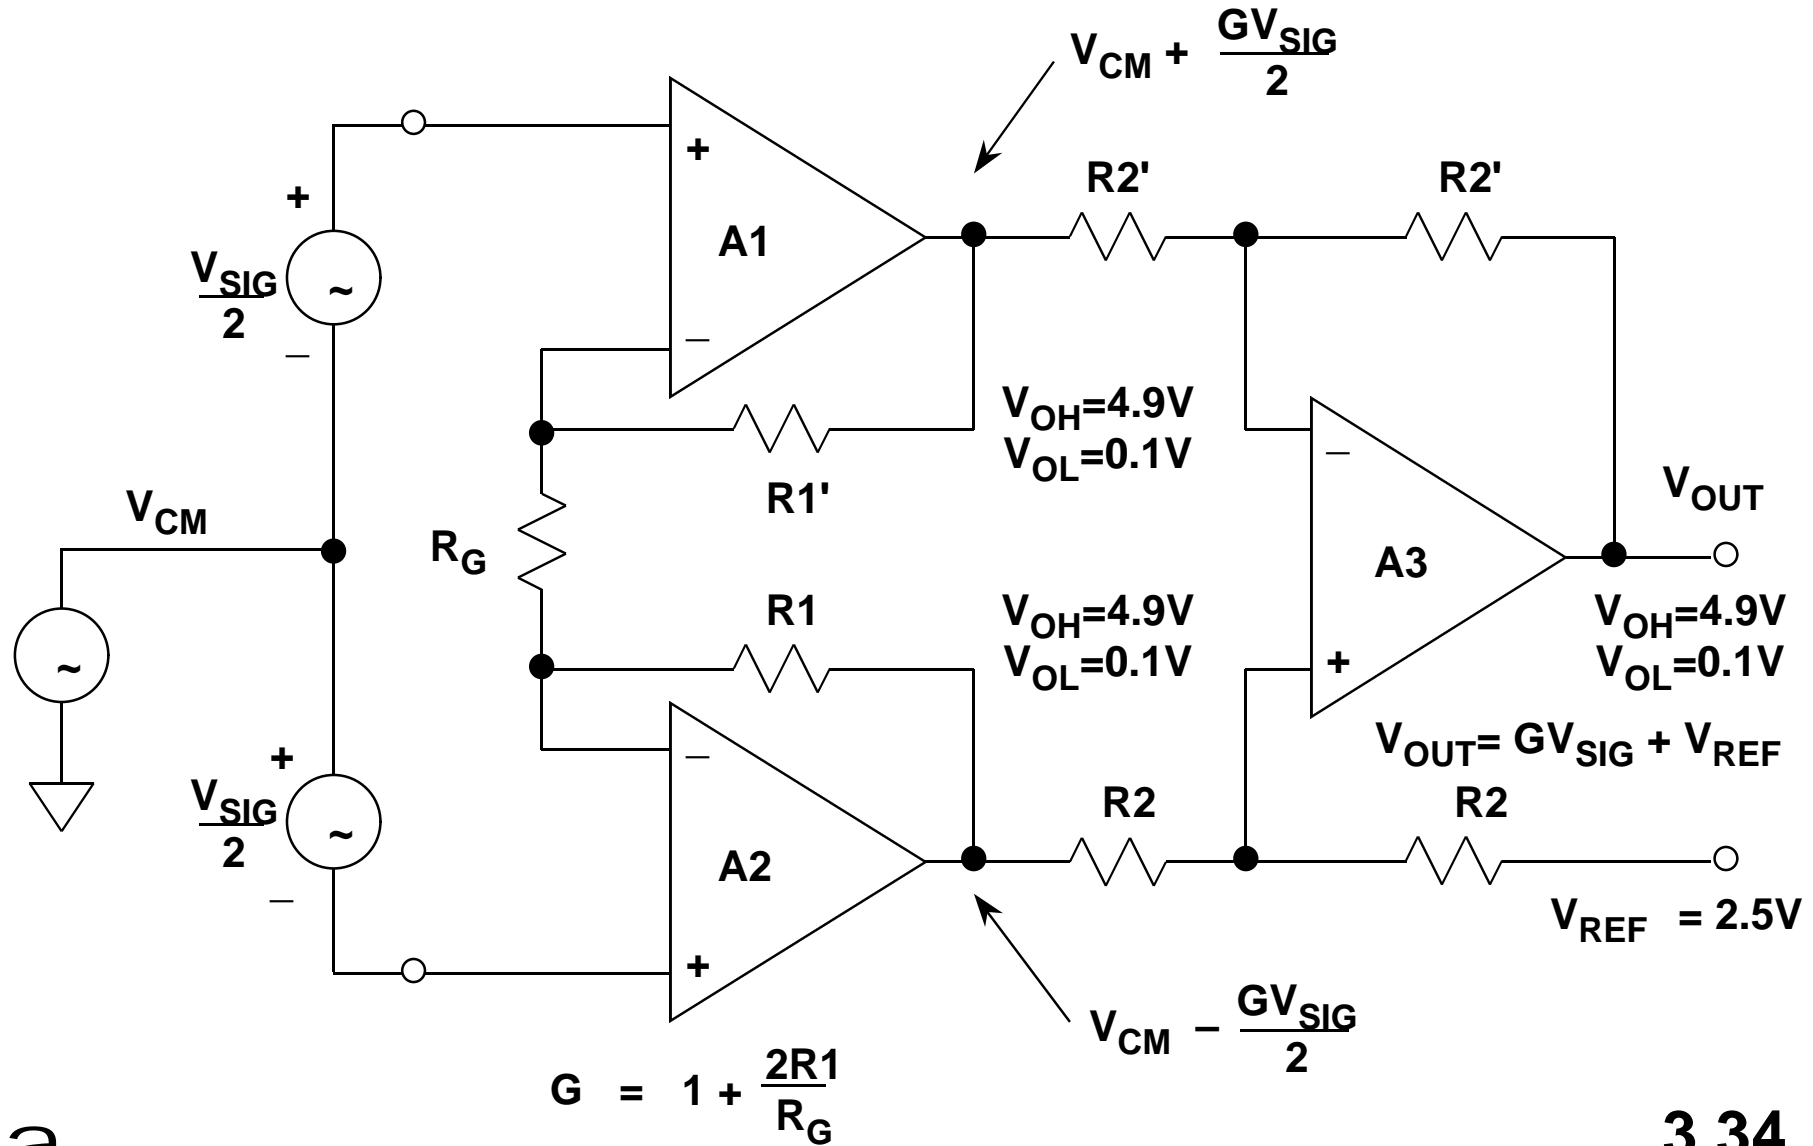 V_CM + GV_SIG
2
+
A1
R2' R2'
+
V_SIG
2
~
–
–
V_OH=4.9V
V_OL=0.1V
R1'
V_CM
R_G
~
R1
V_OH=4.9V
V_OL=0.1V
–
A3
+
V_OUT
V_OH=4.9V
V_OL=0.1V
V_OUT= GV_SIG + V_REF
+
V_SIG
2
~
–
–
A2
+
R2 R2
V_REF = 2.5V
V_CM – GV_SIG
2
G = 1 + 2R1
R_G
a
3.34